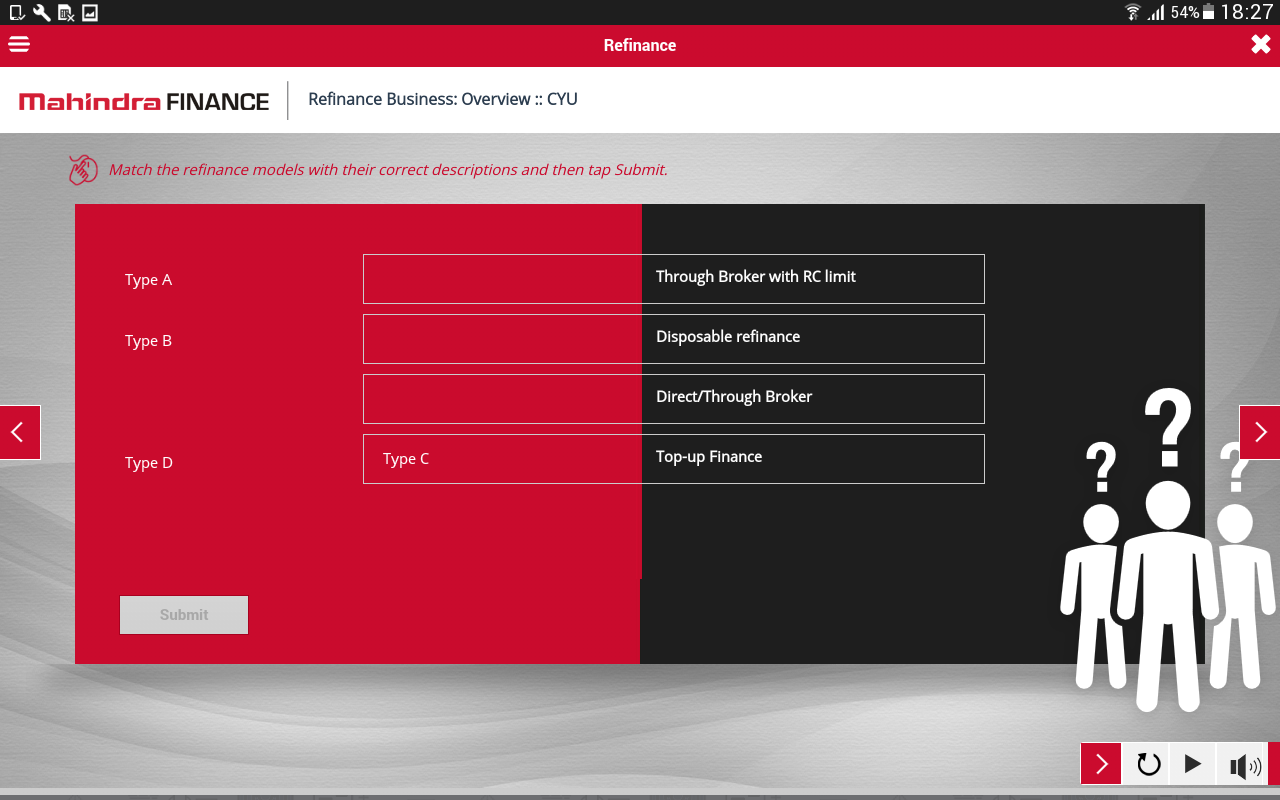 54% 18:27
Refinance
Mahindra FINANCE
Refinance Business: Overview :: CYU
Match the refinance models with their correct descriptions and then tap Submit.
Type A
Through Broker with RC limit
Type B
Disposable refinance
Direct/Through Broker
Type D
Type C
Top-up Finance
? ? ?
Submit